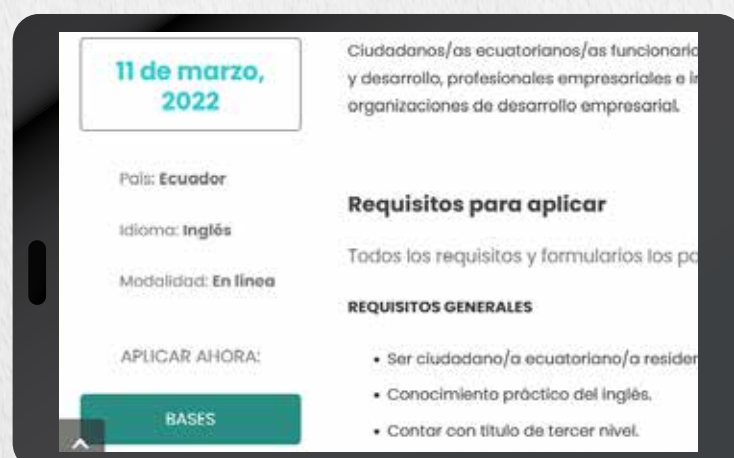 11 de marzo,
2022
País: Ecuador
Idioma: Inglés
Modalidad: En línea
APLICAR AHORA:
BASES
Ciudadanos/as ecuatorianos/as
y desarrollo, profesionales empresariales e
organizaciones de desarrollo empresarial.
Requisitos para aplicar
Todos los requisitos y formularios los
REQUISITOS GENERALES
• Ser ciudadano/a ecuatoriano/a
• Conocimiento práctico del inglés.
• Contar con título de tercer nivel.